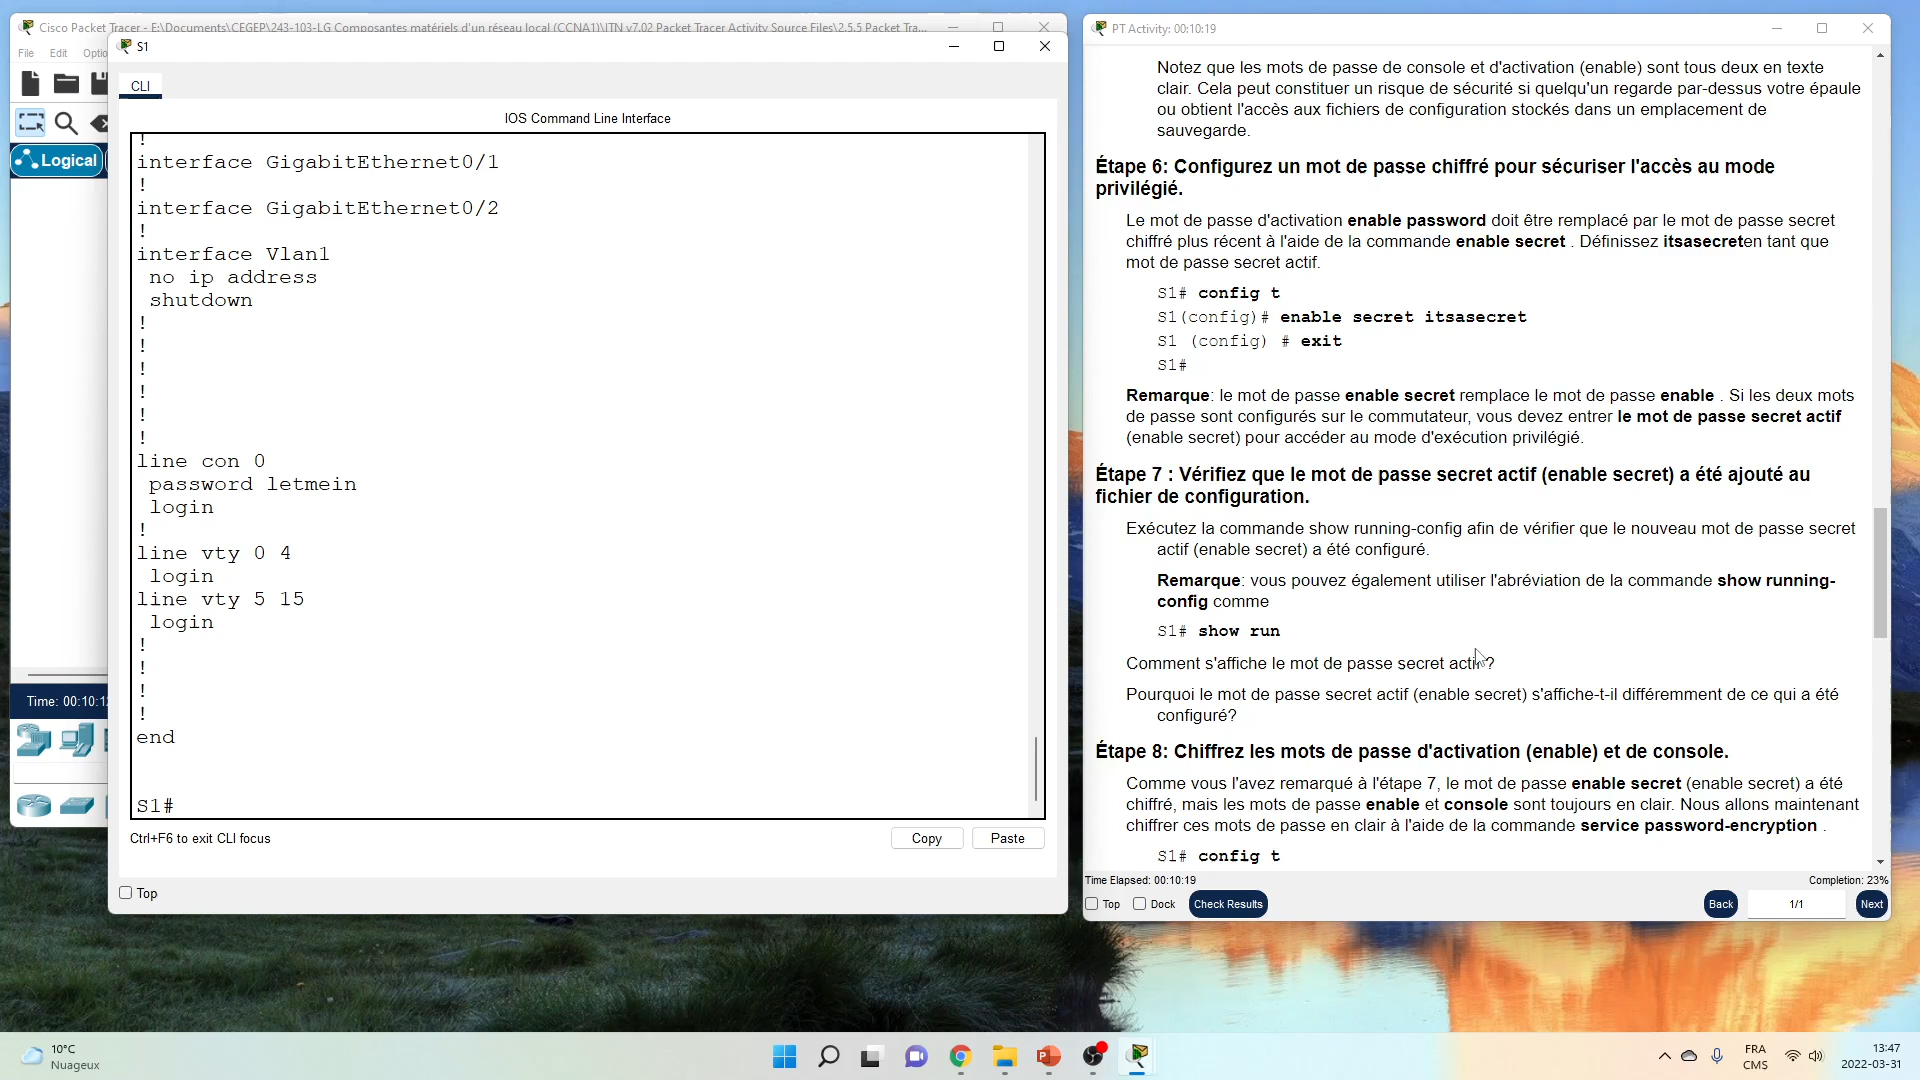 Cisco Packet Tracer - E:\Documents\CEGEP\243-103-LG Composantes matériels d'un réseau local (CCNA1)\ITN v7.02 Packet Tracer Activity Source Files\2.5.5 Packet Tra...
File Edit Optio
S1
CLI
IOS Command Line Interface
Logical
!
interface GigabitEthernet0/1
!
interface GigabitEthernet0/2
!
interface Vlan1
no ip address
shutdown
!
!
!
!
!
!
line con 0
password letmein
login
!
line vty 0 4
login
line vty 5 15
login
!
!
!
!
end
S1#
Time: 00:10:1
Ctrl+F6 to exit CLI focus
Copy
Paste
Top
PT Activity: 00:10:19
Notez que les mots de passe de console et d'activation (enable) sont tous deux en texte
clair. Cela peut constituer un risque de sécurité si quelqu'un regarde par-dessus votre épaule
ou obtient l'accès aux fichiers de configuration stockés dans un emplacement de
sauvegarde.
Étape 6: Configurez un mot de passe chiffré pour sécuriser l'accès au mode
privilégié.
Le mot de passe d'activation enable password doit être remplacé par le mot de passe secret
chiffré plus récent à l'aide de la commande enable secret . Définissez itsasecreten tant que
mot de passe secret actif.
S1# config t
S1(config)# enable secret itsasecret
S1 (config) # exit
S1#
Remarque: le mot de passe enable secret remplace le mot de passe enable . Si les deux mots
de passe sont configurés sur le commutateur, vous devez entrer le mot de passe secret actif
(enable secret) pour accéder au mode d'exécution privilégié.
Étape 7 : Vérifiez que le mot de passe secret actif (enable secret) a été ajouté au
fichier de configuration.
Exécutez la commande show running-config afin de vérifier que le nouveau mot de passe secret
actif (enable secret) a été configuré.
Remarque: vous pouvez également utiliser l'abréviation de la commande show running-
config comme
S1# show run
Comment s'affiche le mot de passe secret actif ?
Pourquoi le mot de passe secret actif (enable secret) s'affiche-t-il différemment de ce qui a été
configuré?
Étape 8: Chiffrez les mots de passe d'activation (enable) et de console.
Comme vous l'avez remarqué à l'étape 7, le mot de passe enable secret (enable secret) a été
chiffré, mais les mots de passe enable et console sont toujours en clair. Nous allons maintenant
chiffrer ces mots de passe en clair à l'aide de la commande service password-encryption .
S1# config t
Time Elapsed: 00:10:19
Completion: 23%
Top
Dock
Check Results
Back
1/1
Next
10°C
Nuageux
FRA
CMS
13:47
2022-03-31